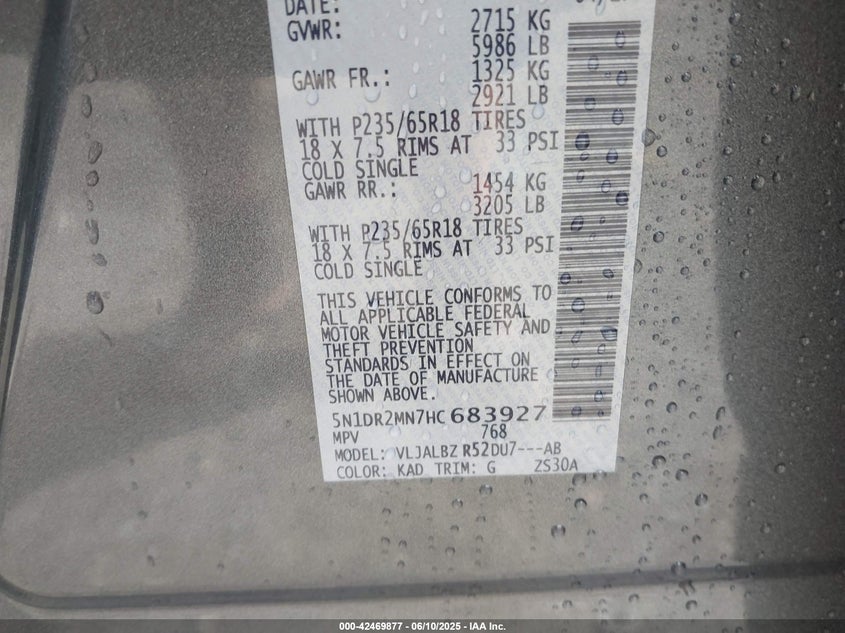 DATE:
GVWR: 2715 KG
5986 LB
GAWR FR.: 1325 KG
2921 LB
WITH P235/65R18 TIRES
18 X 7.5 RIMS AT 33 PSI
COLD SINGLE
GAWR RR.: 1454 KG
3205 LB
WITH P235/65R18 TIRES
18 X 7.5 RIMS AT 33 PSI
COLD SINGLE
THIS VEHICLE CONFORMS TO
ALL APPLICABLE FEDERAL
MOTOR VEHICLE SAFETY AND
THEFT PREVENTION
STANDARDS IN EFFECT ON
THE DATE OF MANUFACTURE
SHOWN ABOVE.
5N1DR2MN7HC683927
MPV 768
MODEL: VLJALBZ R52DU7---AB
COLOR: KAD TRIM: G ZS30A
000-42469877 - 06/10/2025 - IAA Inc.